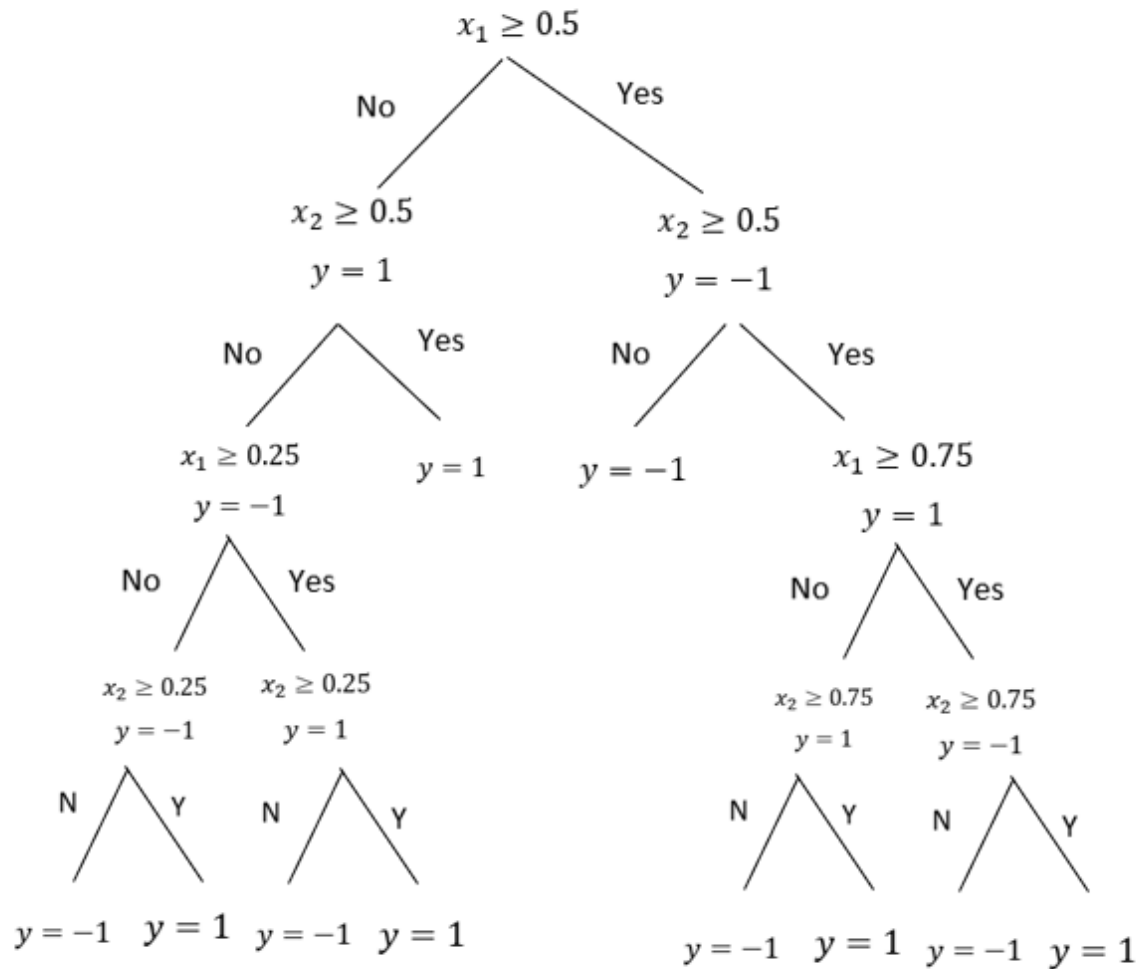 x₁ ≥ 0.5
No Yes
x₂ ≥ 0.5 x₂ ≥ 0.5
y = 1 y = −1
No Yes No Yes
x₁ ≥ 0.25 y = 1 y = −1 x₁ ≥ 0.75
y = −1 y = 1
No Yes No Yes
x₂ ≥ 0.25 x₂ ≥ 0.25 x₂ ≥ 0.75 x₂ ≥ 0.75
y = −1 y = 1 y = 1 y = −1
N Y N Y N Y N Y
y = −1 y = 1 y = −1 y = 1 y = −1 y = 1 y = −1 y = 1